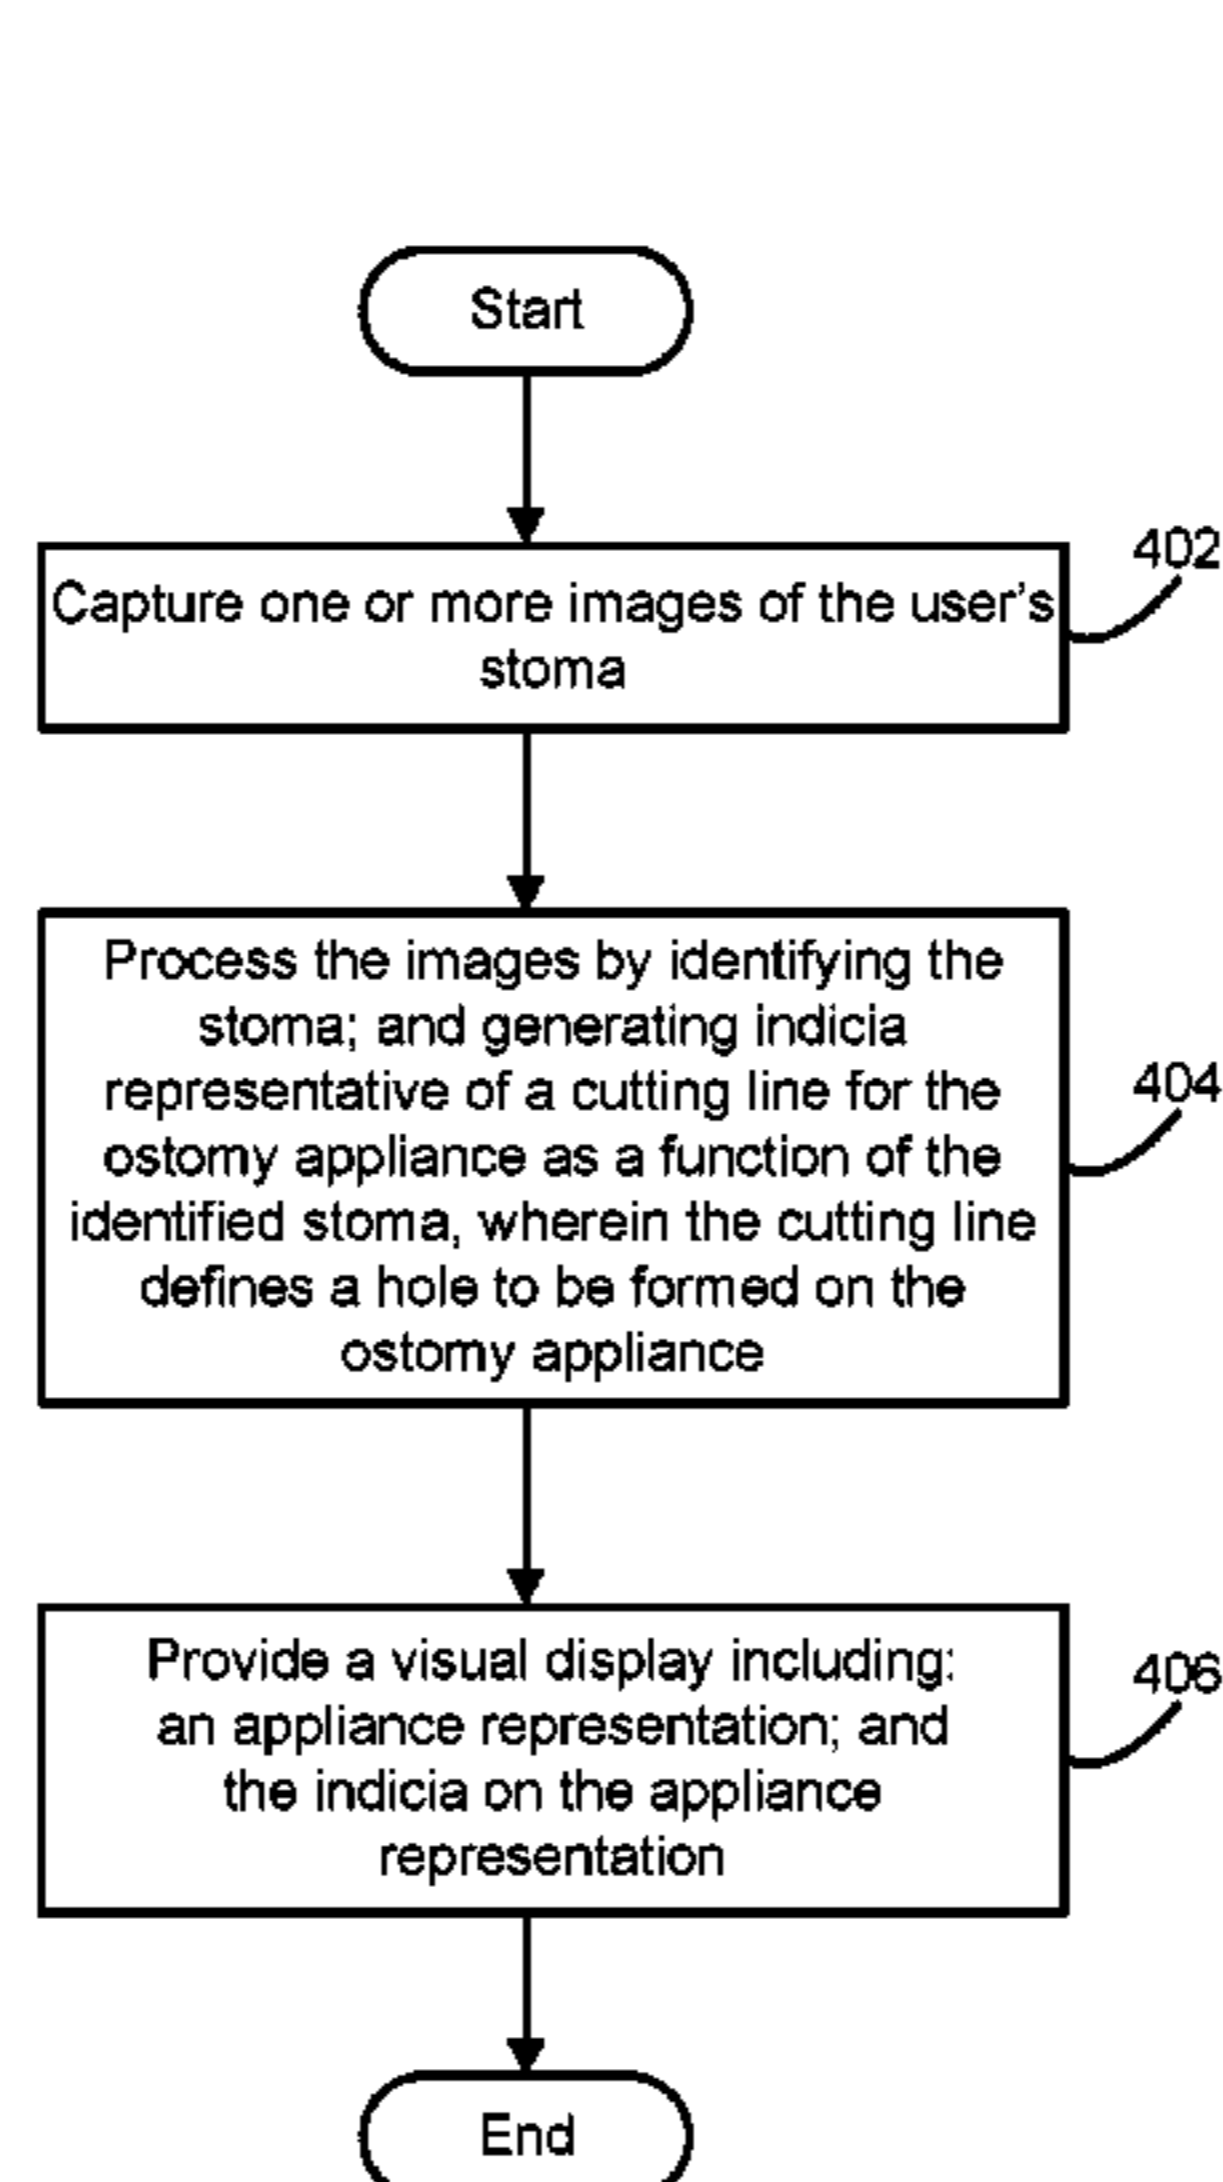 Start
402
Capture one or more images of the user's
stoma
Process the images by identifying the
stoma; and generating indicia
representative of a cutting line for the
404
ostomy appliance as a function of the
identified stoma, wherein the cutting line
defines a hole to be formed on the
ostomy appliance
Provide a visual display including:
406
an appliance representation; and
the indicia on the appliance
representation
End